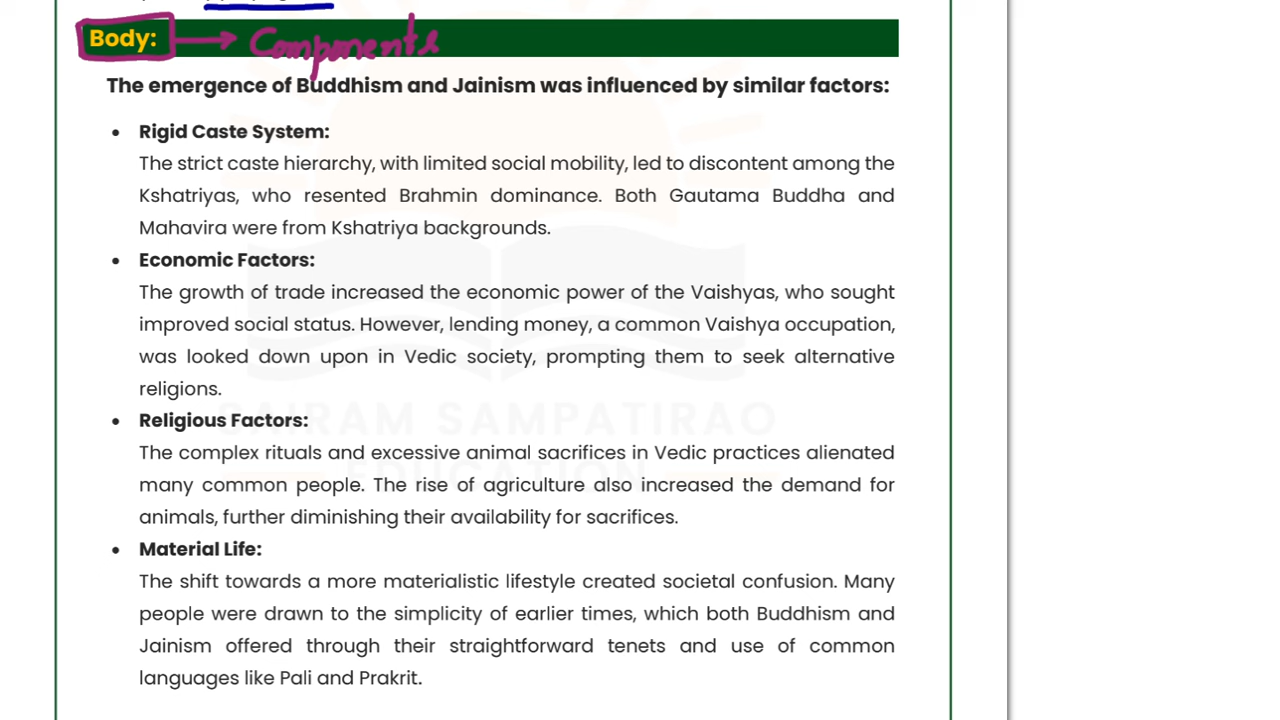 Body: → Components
The emergence of Buddhism and Jainism was influenced by similar factors:
• Rigid Caste System:
The strict caste hierarchy, with limited social mobility, led to discontent among the
Kshatriyas, who resented Brahmin dominance. Both Gautama Buddha and
Mahavira were from Kshatriya backgrounds.
• Economic Factors:
The growth of trade increased the economic power of the Vaishyas, who sought
improved social status. However, lending money, a common Vaishya occupation,
was looked down upon in Vedic society, prompting them to seek alternative
religions.
SAMPATIRAO
• Religious Factors:
The complex rituals and excessive animal sacrifices in Vedic practices alienated
EDUCATION
many common people. The rise of agriculture also increased the demand for
animals, further diminishing their availability for sacrifices.
• Material Life:
The shift towards a more materialistic lifestyle created societal confusion. Many
people were drawn to the simplicity of earlier times, which both Buddhism and
Jainism offered through their straightforward tenets and use of common
languages like Pali and Prakrit.